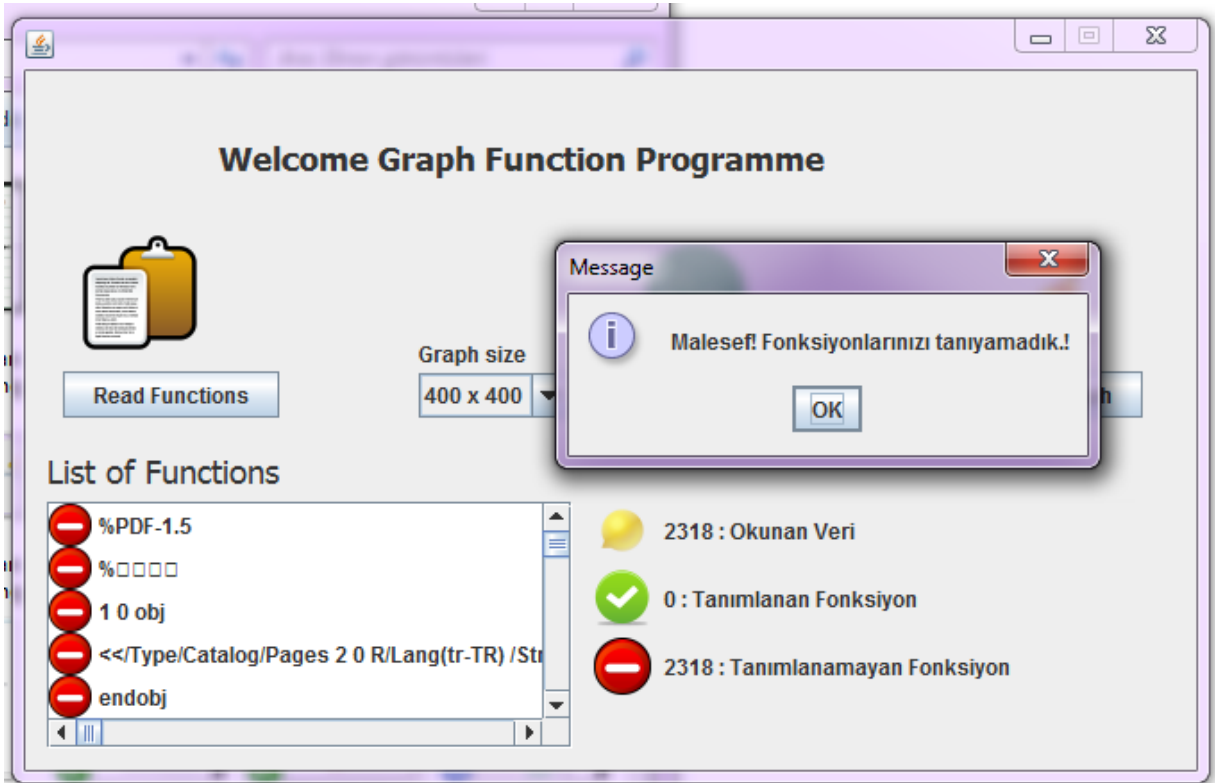 Welcome Graph Function Programme
Message
Malesef! Fonksiyonlarınızı tanıyamadık.!
OK
Graph size
Read Functions
400 x 400
List of Functions
%PDF-1.5
%□□□□
1 0 obj
<</Type/Catalog/Pages 2 0 R/Lang(tr-TR) /Str
endobj
2318 : Okunan Veri
0 : Tanımlanan Fonksiyon
2318 : Tanımlanamayan Fonksiyon